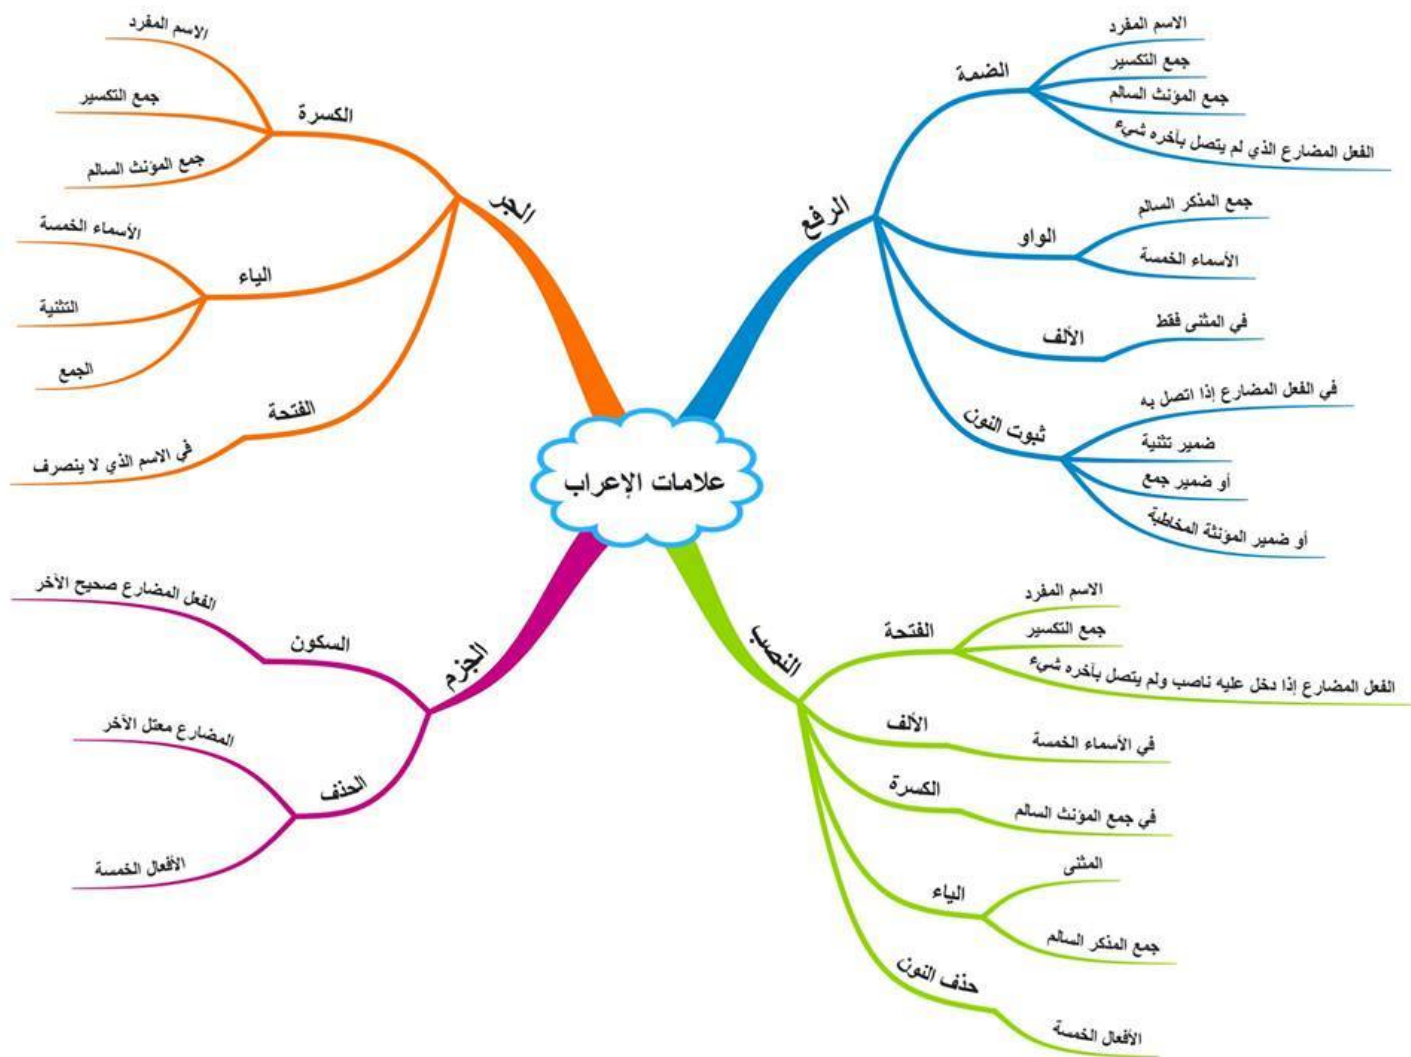 علامات الإعراب
الرفع
الضمة
الاسم المفرد
جمع التكسير
جمع المؤنث السالم
الفعل المضارع الذي لم يتصل بآخره شيء
الواو
جمع المذكر السالم
الأسماء الخمسة
الألف
في المثنى فقط
ثبوت النون
في الفعل المضارع إذا اتصل به
ضمير تثنية
أو ضمير جمع
أو ضمير المؤنثة المخاطبة
النصب
الفتحة
الاسم المفرد
جمع التكسير
الفعل المضارع إذا دخل عليه ناصب ولم يتصل بآخره شيء
الألف
في الأسماء الخمسة
الكسرة
في جمع المؤنث السالم
الياء
المثنى
جمع المذكر السالم
حذف النون
الأفعال الخمسة
الجر
الكسرة
الاسم المفرد
جمع التكسير
جمع المؤنث السالم
الياء
الأسماء الخمسة
التثنية
الجمع
الفتحة
في الاسم الذي لا ينصرف
الجزم
السكون
الفعل المضارع صحيح الآخر
الحذف
المضارع معتل الآخر
الأفعال الخمسة